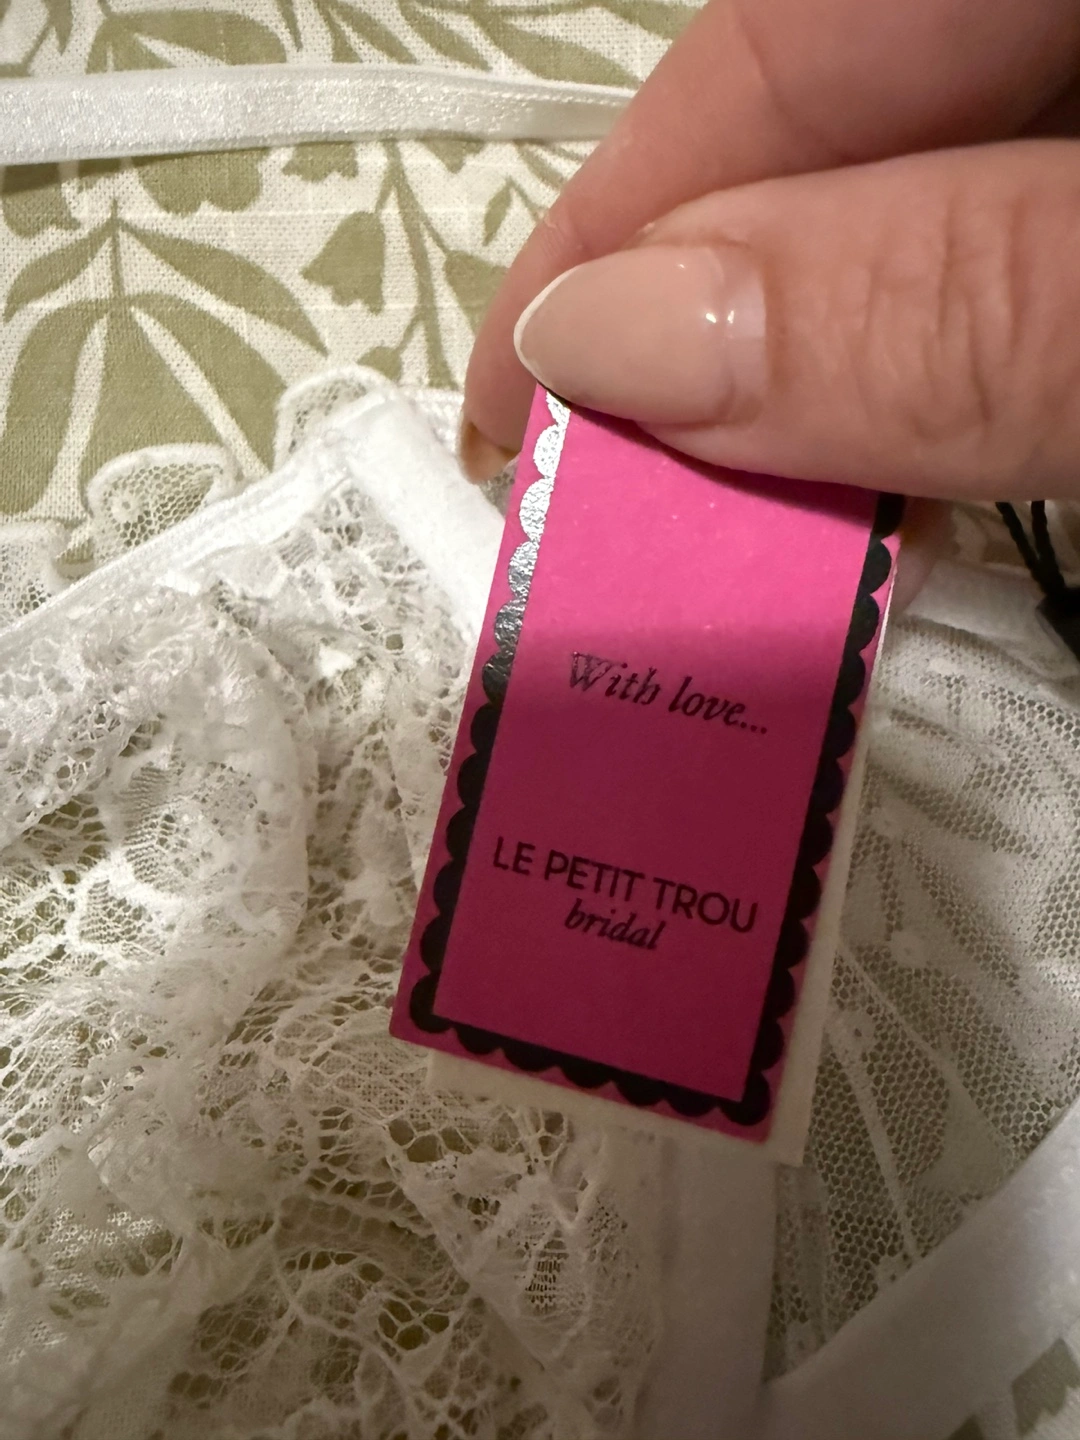 With love...
LE PETIT TROU
bridal